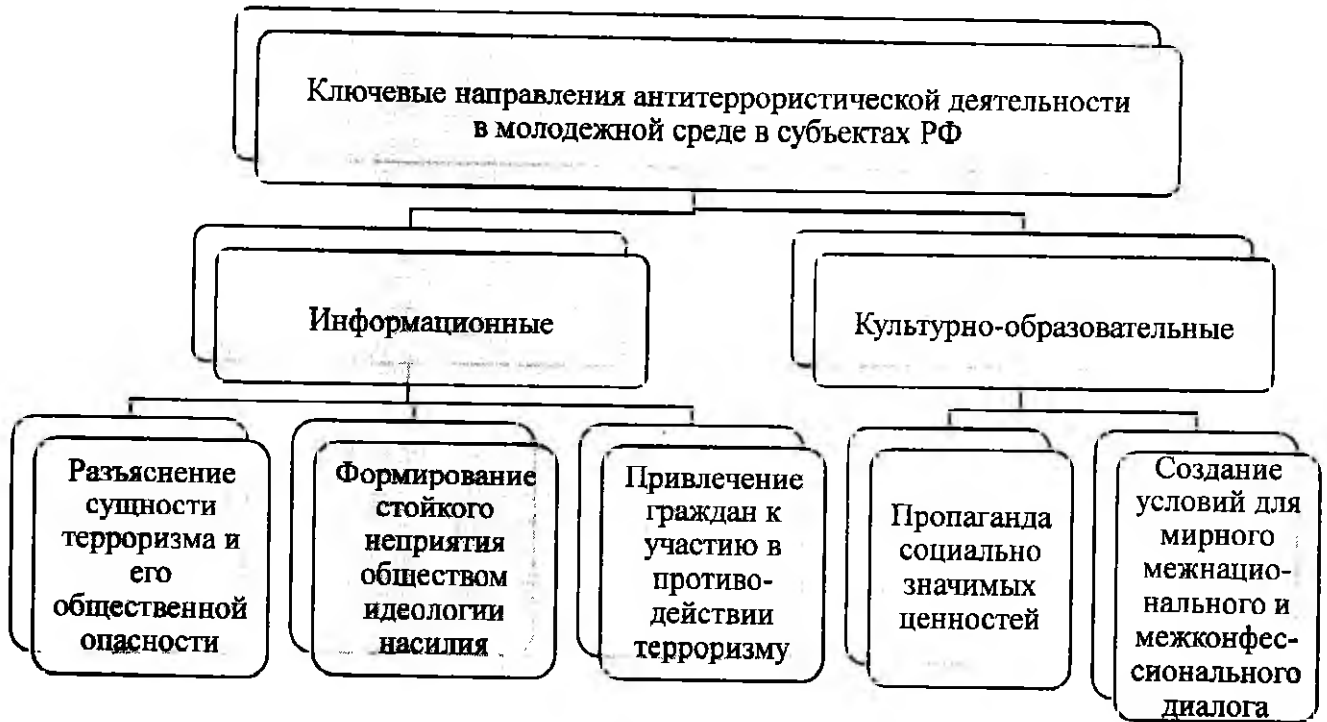 Ключевые направления антитеррористической деятельности
в молодежной среде в субъектах РФ
Информационные
Культурно-образовательные
Разъяснение
сущности
терроризма и
его
общественной
опасности
Формирование
стойкого
неприятия
обществом
идеологии
насилия
Привлечение
граждан к
участию в
противо-
действии
терроризму
Пропаганда
социально
значимых
ценностей
Создание
условий для
мирного
межнацио-
нального и
межконфес-
сионального
диалога